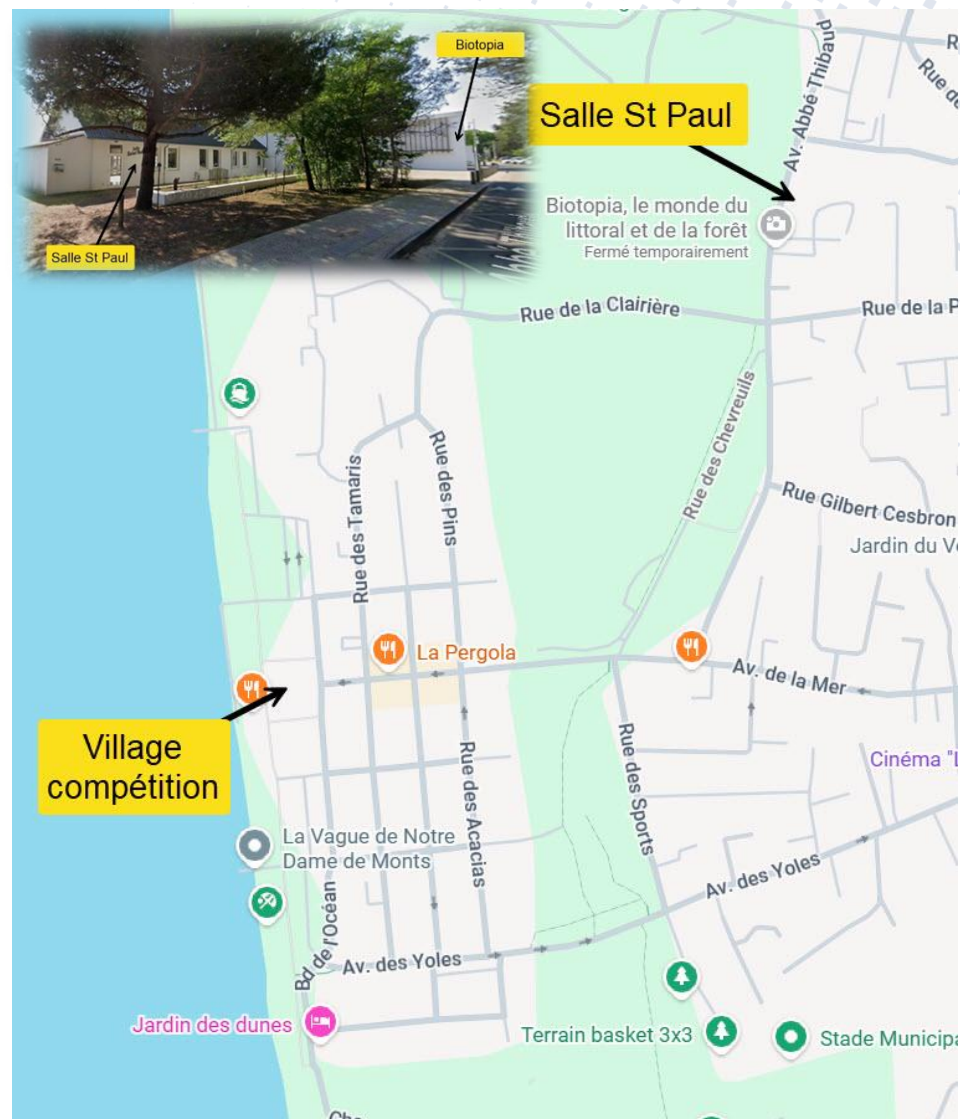 Biotopia
Salle St Paul
Salle St Paul
Av. Abbé Thibaud
Biotopia, le monde du
littoral et de la forêt
Fermé temporairement
Rue de la Clairière
Rue de la P
Rue des Chevreuils
Rue des Tamaris
Rue des Pins
Rue Gilbert Cesbron
Jardin du V
La Pergola
Av. de la Mer
Village
compétition
Rue des Acacias
Rue des Sports
Cinéma "L
La Vague de Notre
Dame de Monts
Av. des Yoles
Bd de l'Océan
Av. des Yoles
Jardin des dunes
Terrain basket 3x3
Stade Municipa